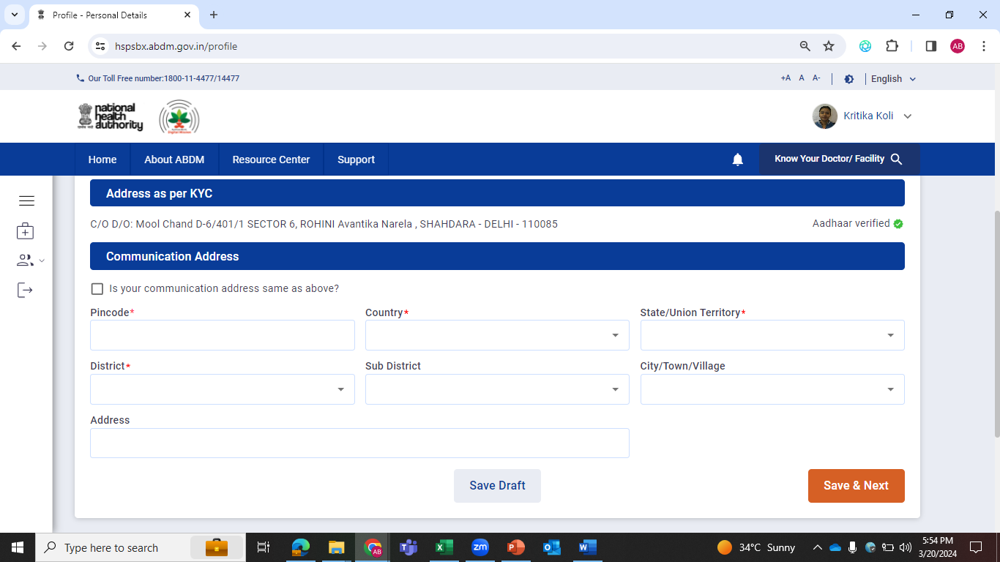 Profile - Personal Details
hspsbx.abdm.gov.in/profile
AB
Our Toll Free number:1800-11-4477/14477
+A A A- English
national
health
authority
Kritika Koli
Home About ABDM Resource Center Support Know Your Doctor/ Facility
Address as per KYC
C/O D/O: Mool Chand D-6/401/1 SECTOR 6, ROHINI Avantika Narela , SHAHDARA - DELHI - 110085 Aadhaar verified
Communication Address
Is your communication address same as above?
Pincode* Country* State/Union Territory*
District* Sub District City/Town/Village
Address
Save Draft Save & Next
Type here to search
AB
zm
34°C Sunny
5:54 PM
3/20/2024